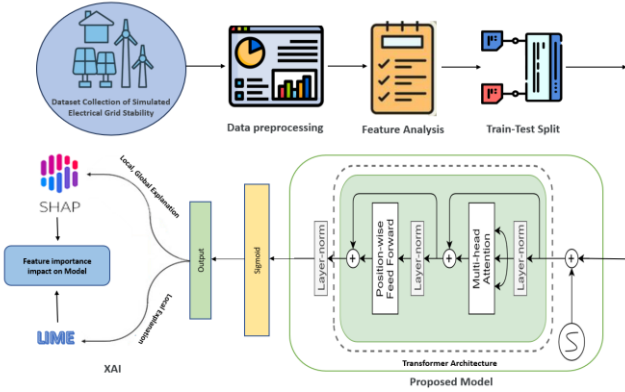 Dataset Collection of Simulated
Electrical Grid Stability
Data preprocessing
Feature Analysis
Train-Test Split
SHAP
Local, Global Explanation
Feature importance
impact on Model
LIME
Local Explanation
XAI
Output
Sigmoid
Layer-norm
Position-wise
Feed Forward
Layer-norm
Multi-head
Attention
Layer-norm
Transformer Architecture
Proposed Model